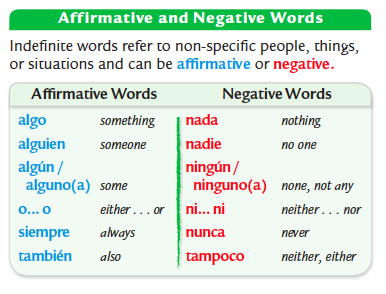 Affirmative and Negative Words
Indefinite words refer to non-specific people, things,
or situations and can be affirmative or negative.
Affirmative Words Negative Words
algo something nada nothing
alguien someone nadie no one
algún / ningún /
alguno(a) some ninguno(a) none, not any
o... o either . . . or ni... ni neither . . . nor
siempre always nunca never
también also tampoco neither, either